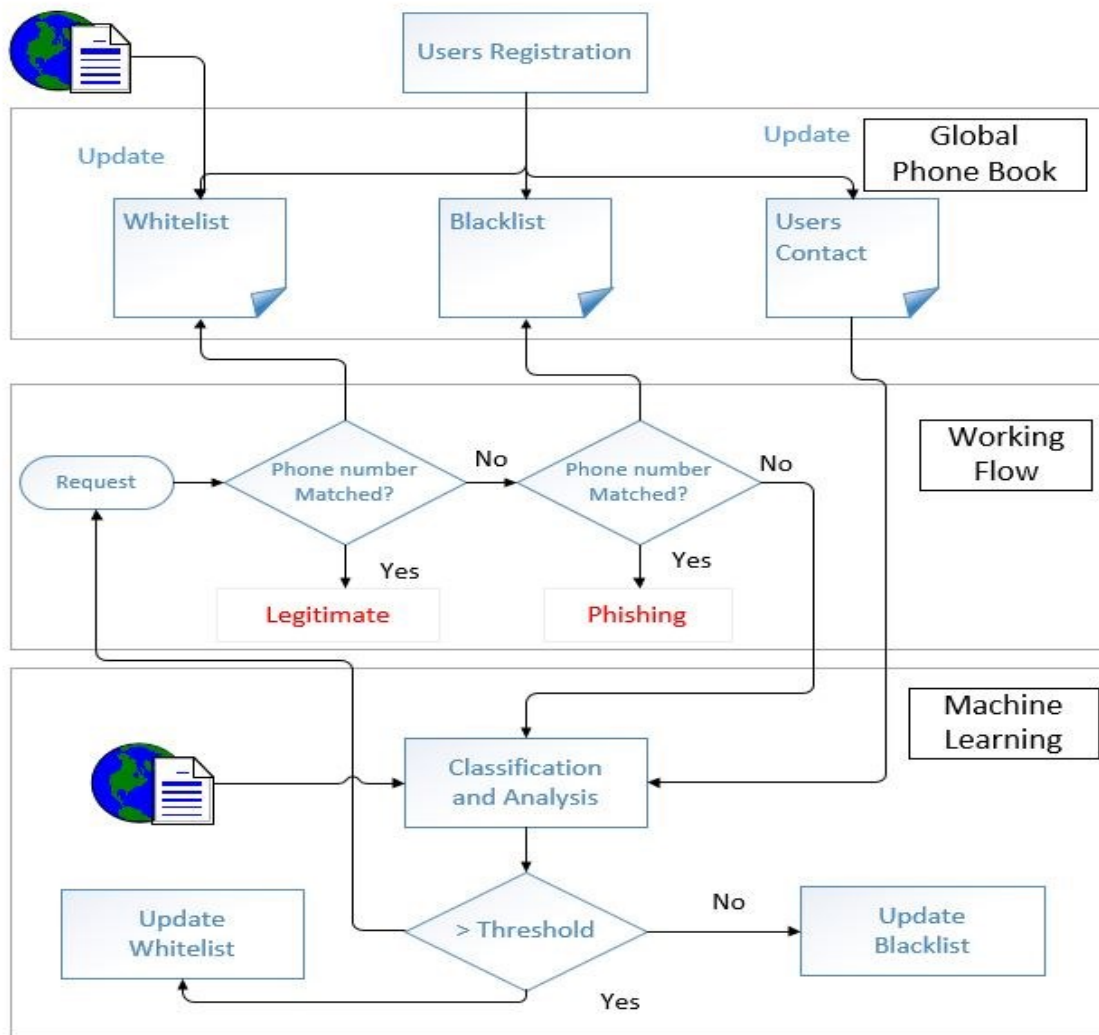 Users Registration
Update
Update
Global
Phone Book
Whitelist
Blacklist
Users
Contact
Working
Flow
Request
Phone number
Matched?
No
Phone number
Matched?
No
Yes
Yes
Legitimate
Phishing
Machine
Learning
Classification
and Analysis
Update
Whitelist
> Threshold
No
Update
Blacklist
Yes